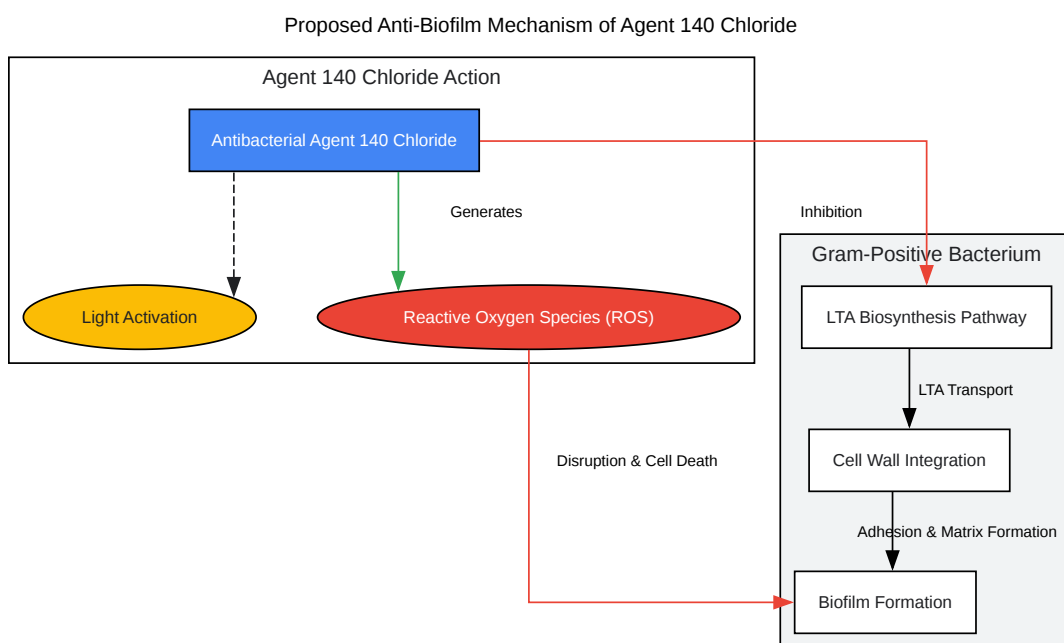 Proposed Anti-Biofilm Mechanism of Agent 140 Chloride
Agent 140 Chloride Action
Antibacterial Agent 140 Chloride
Generates
Inhibition
Gram-Positive Bacterium
Light Activation
Reactive Oxygen Species (ROS)
LTA Biosynthesis Pathway
LTA Transport
Disruption & Cell Death
Cell Wall Integration
Adhesion & Matrix Formation
Biofilm Formation